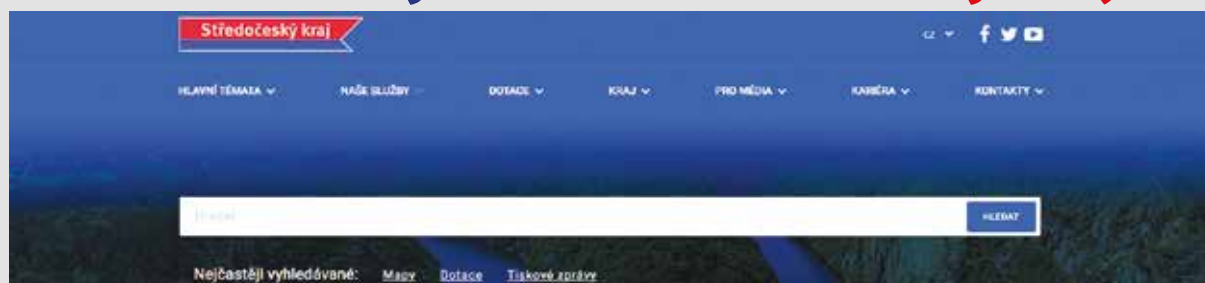 Středočeský kraj
CZ
HLAVNÍ TÉMATA NAŠE SLUŽBY DOTACE KRAJ PRO MÉDIA KARIÉRA KONTAKTY
Hledat
HLEDAT
Nejčastěji vyhledávané: Mapy Dotace Tiskové zprávy